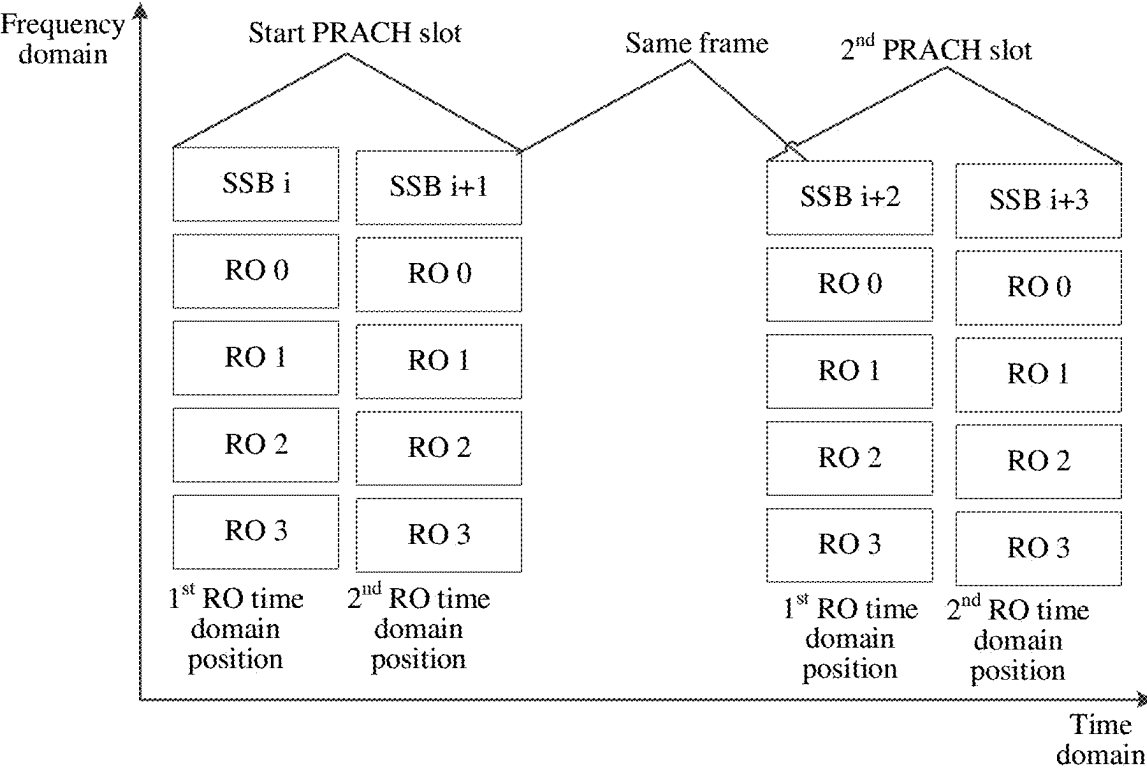 Frequency
domain
Start PRACH slot
Same frame
2nd PRACH slot
SSB i
SSB i+1
SSB i+2
SSB i+3
RO 0
RO 0
RO 0
RO 0
RO 1
RO 1
RO 1
RO 1
RO 2
RO 2
RO 2
RO 2
RO 3
RO 3
RO 3
RO 3
1st RO time
domain
position
2nd RO time
domain
position
1st RO time
domain
position
2nd RO time
domain
position
Time
domain